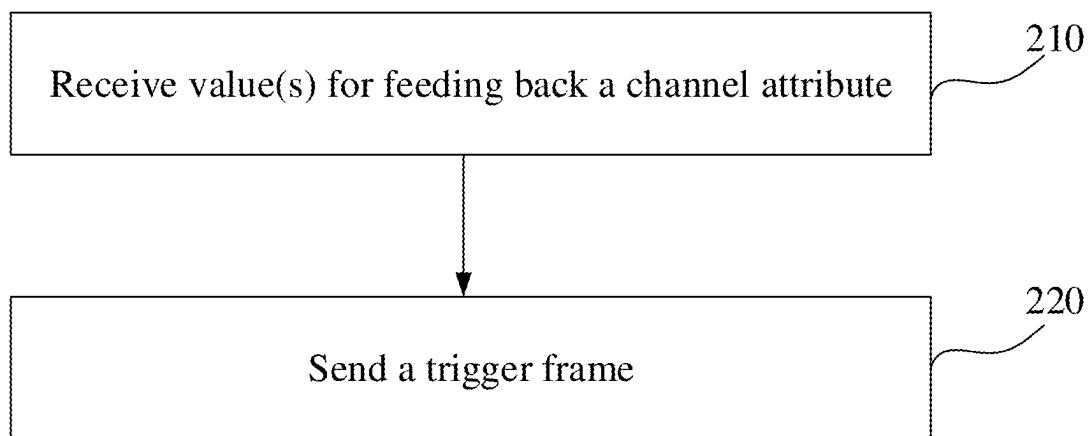 210
Receive value(s) for feeding back a channel attribute
220
Send a trigger frame